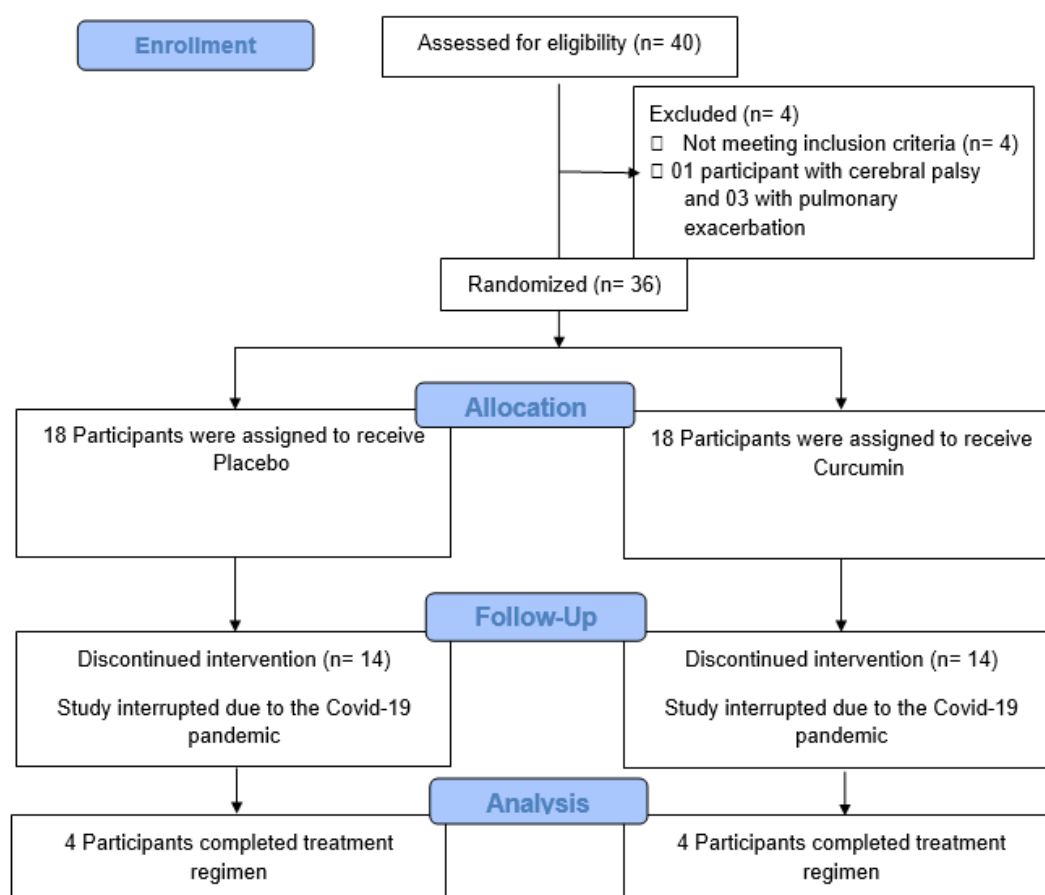 Enrollment
Assessed for eligibility (n= 40)
Excluded (n= 4)
Not meeting inclusion criteria (n= 4)
01 participant with cerebral palsy
and 03 with pulmonary
exacerbation
Randomized (n= 36)
Allocation
18 Participants were assigned to receive
Placebo
18 Participants were assigned to receive
Curcumin
Follow-Up
Discontinued intervention (n= 14)
Study interrupted due to the Covid-19
pandemic
Discontinued intervention (n= 14)
Study interrupted due to the Covid-19
pandemic
Analysis
4 Participants completed treatment
regimen
4 Participants completed treatment
regimen